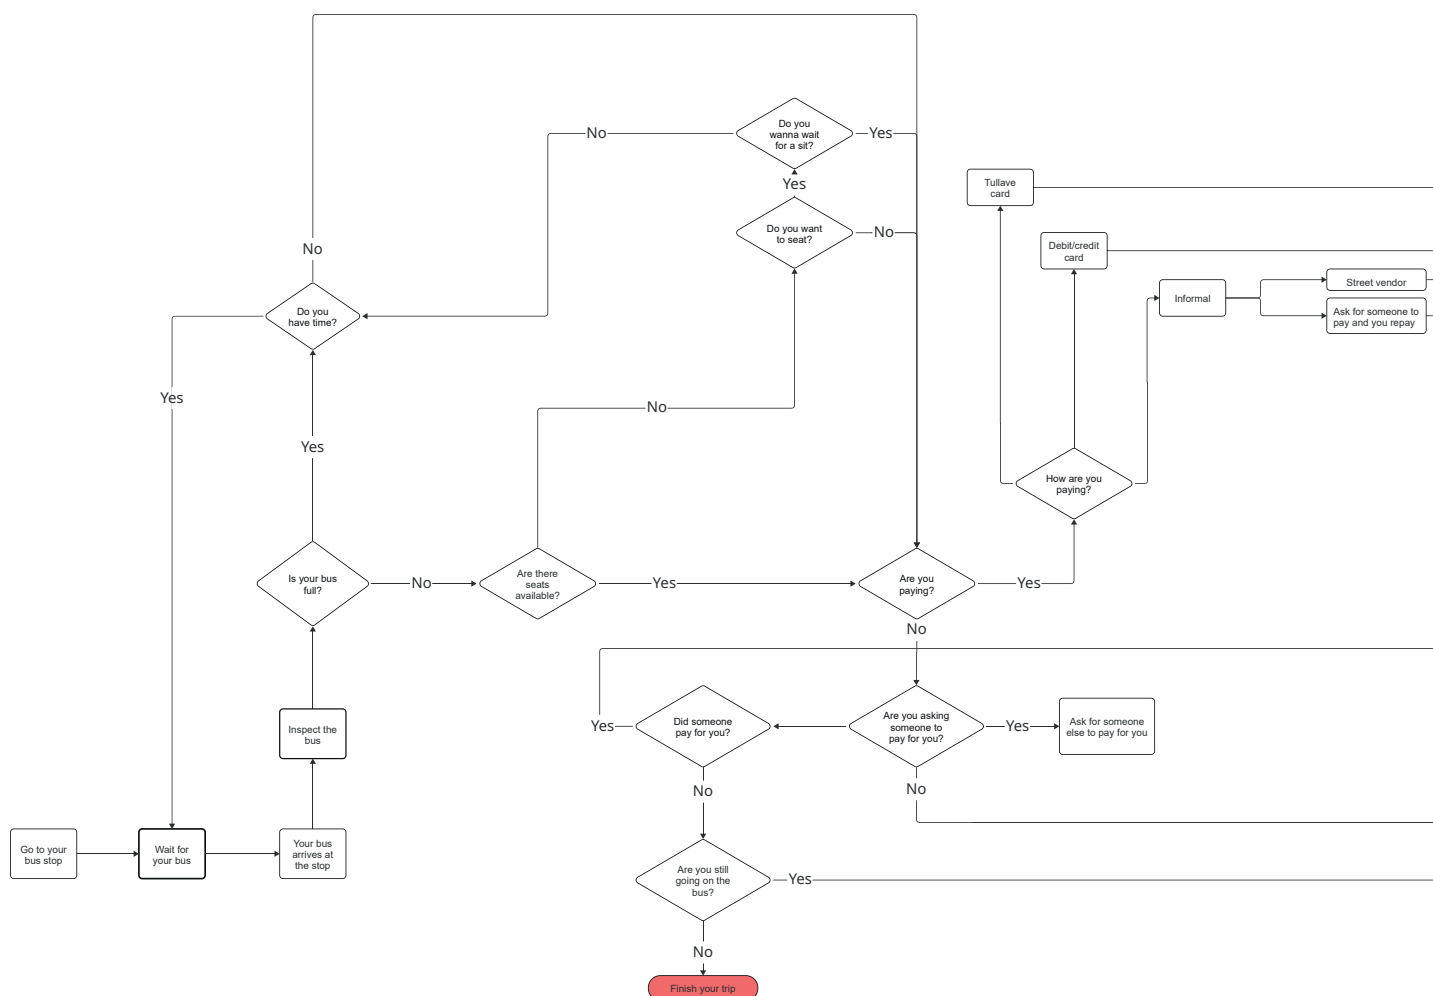 Do you
wanna wait
for a sit?
No
Yes
Yes
Tullave
card
Do you want
to seat?
No
No
Debit/credit
card
Street vendor
Informal
Ask for someone to
pay and you repay
Do you
have time?
Yes
No
Yes
How are you
paying?
Is your bus
full?
No
Are there
seats
available?
Yes
Are you
paying?
Yes
No
Yes
Did someone
pay for you?
Are you asking
someone to
pay for you?
Yes
Ask for someone
else to pay for you
Inspect the
bus
No
No
Go to your
bus stop
Wait for
your bus
Your bus
arrives at
the stop
Are you still
going on the
bus?
Yes
No
Finish your trip